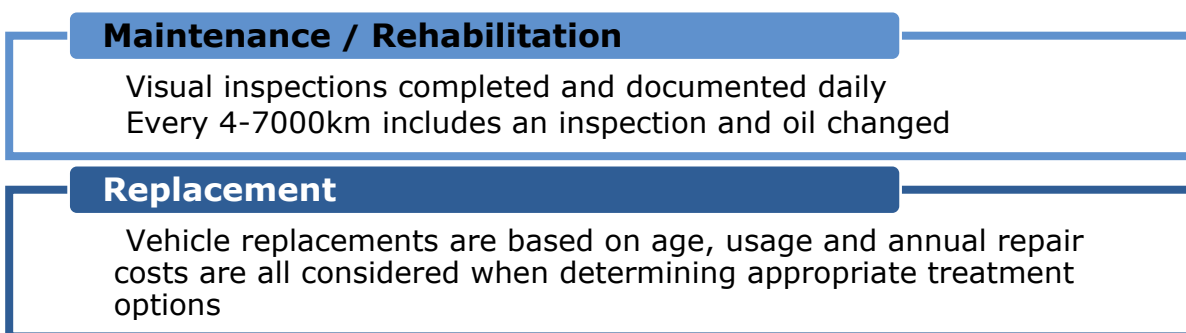 Maintenance / Rehabilitation
Visual inspections completed and documented daily
Every 4-7000km includes an inspection and oil changed
Replacement
Vehicle replacements are based on age, usage and annual repair
costs are all considered when determining appropriate treatment
options